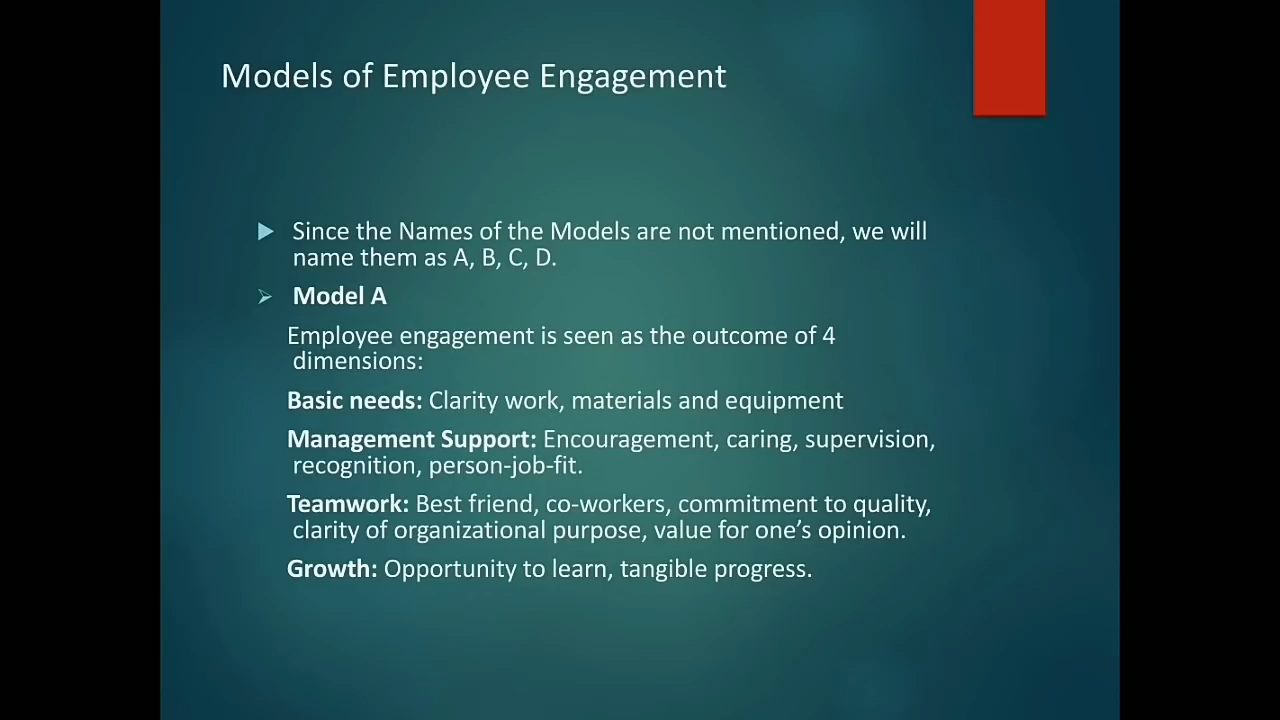 Models of Employee Engagement
Since the Names of the Models are not mentioned, we will
name them as A, B, C, D.
Model A
Employee engagement is seen as the outcome of 4
dimensions:
Basic needs: Clarity work, materials and equipment
Management Support: Encouragement, caring, supervision,
recognition, person-job-fit.
Teamwork: Best friend, co-workers, commitment to quality,
clarity of organizational purpose, value for one’s opinion.
Growth: Opportunity to learn, tangible progress.